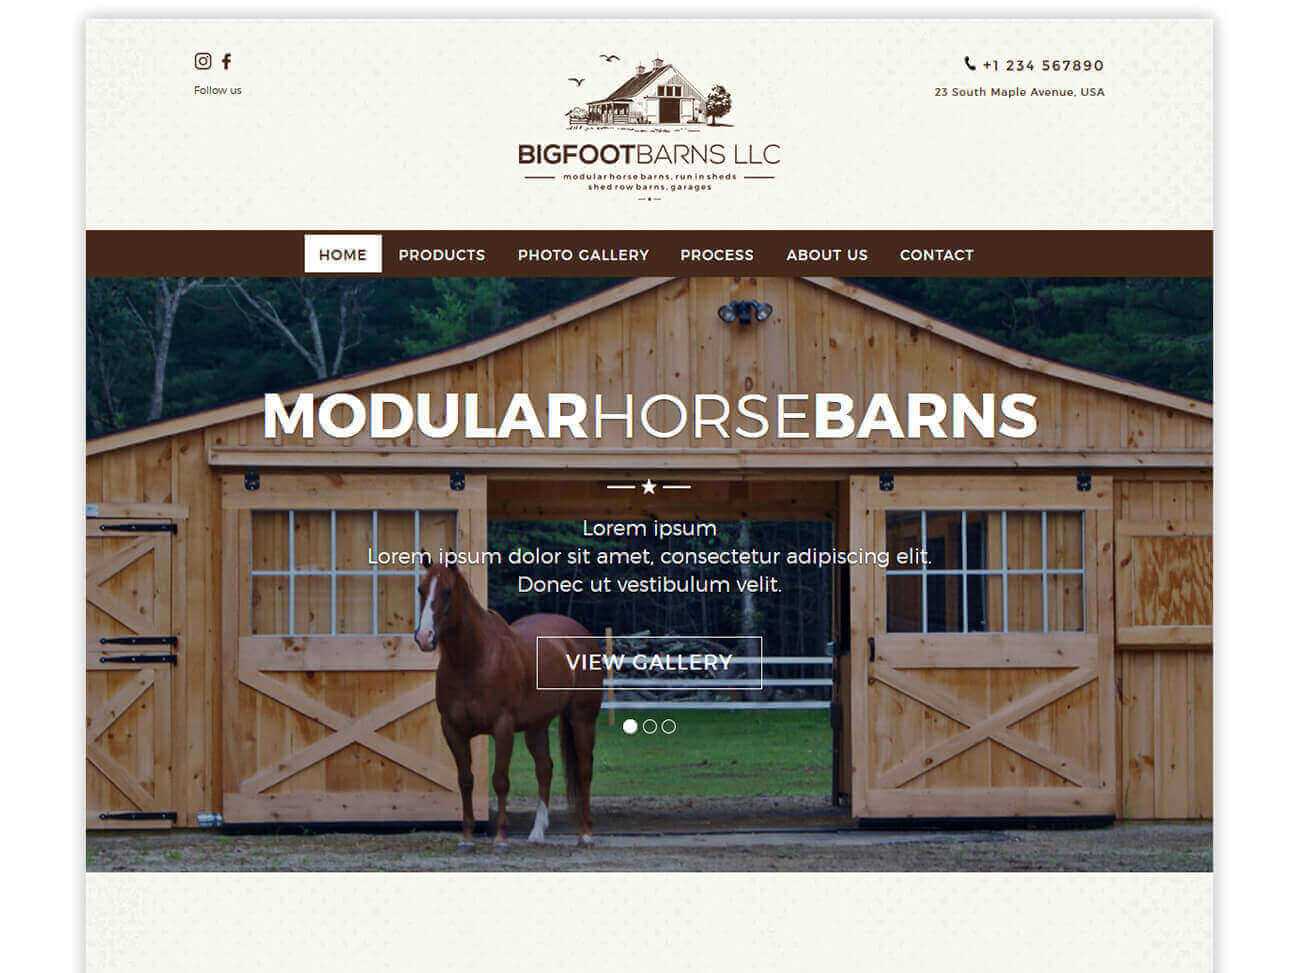 Follow us
BIGFOOTBARNS LLC
modular horse barns, run in sheds
shed row barns, garages
+1 234 567890
23 South Maple Avenue, USA
HOME PRODUCTS PHOTO GALLERY PROCESS ABOUT US CONTACT
MODULARHORSEBARNS
Lorem ipsum
Lorem ipsum dolor sit amet, consectetur adipiscing elit.
Donec ut vestibulum velit.
VIEW GALLERY